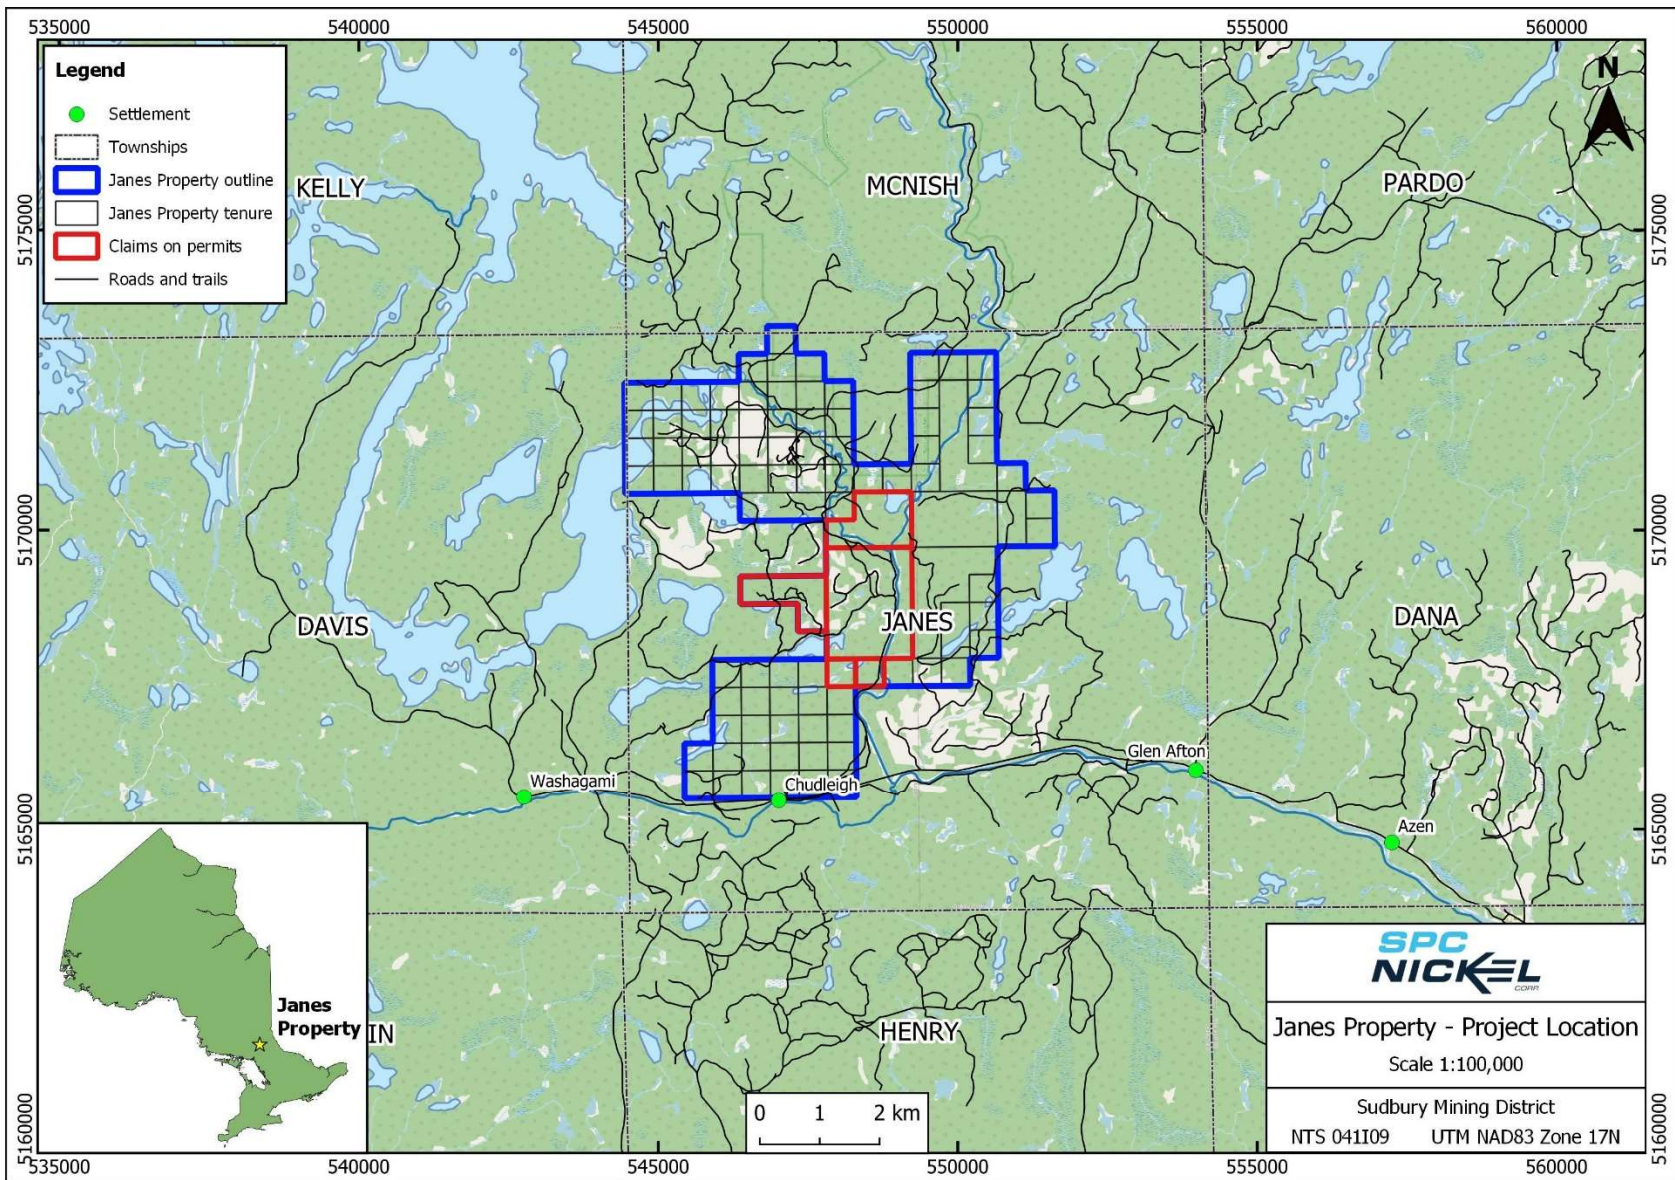 535000 540000 545000 550000 555000 560000
Legend
Settlement
Townships
Janes Property outline
Janes Property tenure
Claims on permits
Roads and trails
N
KELLY
MCNISH
PARDO
5175000
5175000
5170000
5170000
DAVIS
JANES
DANA
Glen Afton
Washagami
Chudleigh
Azen
5165000
5165000
Janes
Property
IN
HENRY
0 1 2 km
SPC
NICKEL
CORP.
Janes Property - Project Location
Scale 1:100,000
Sudbury Mining District
NTS 041I09 UTM NAD83 Zone 17N
5160000
5160000
535000 540000 545000 550000 555000 560000